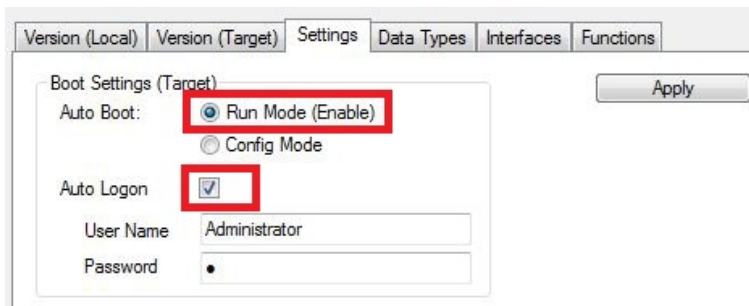 Version (Local) Version (Target) Settings Data Types Interfaces Functions
Boot Settings (Target)
Apply
Auto Boot: Run Mode (Enable)
Config Mode
Auto Logon
User Name Administrator
Password •